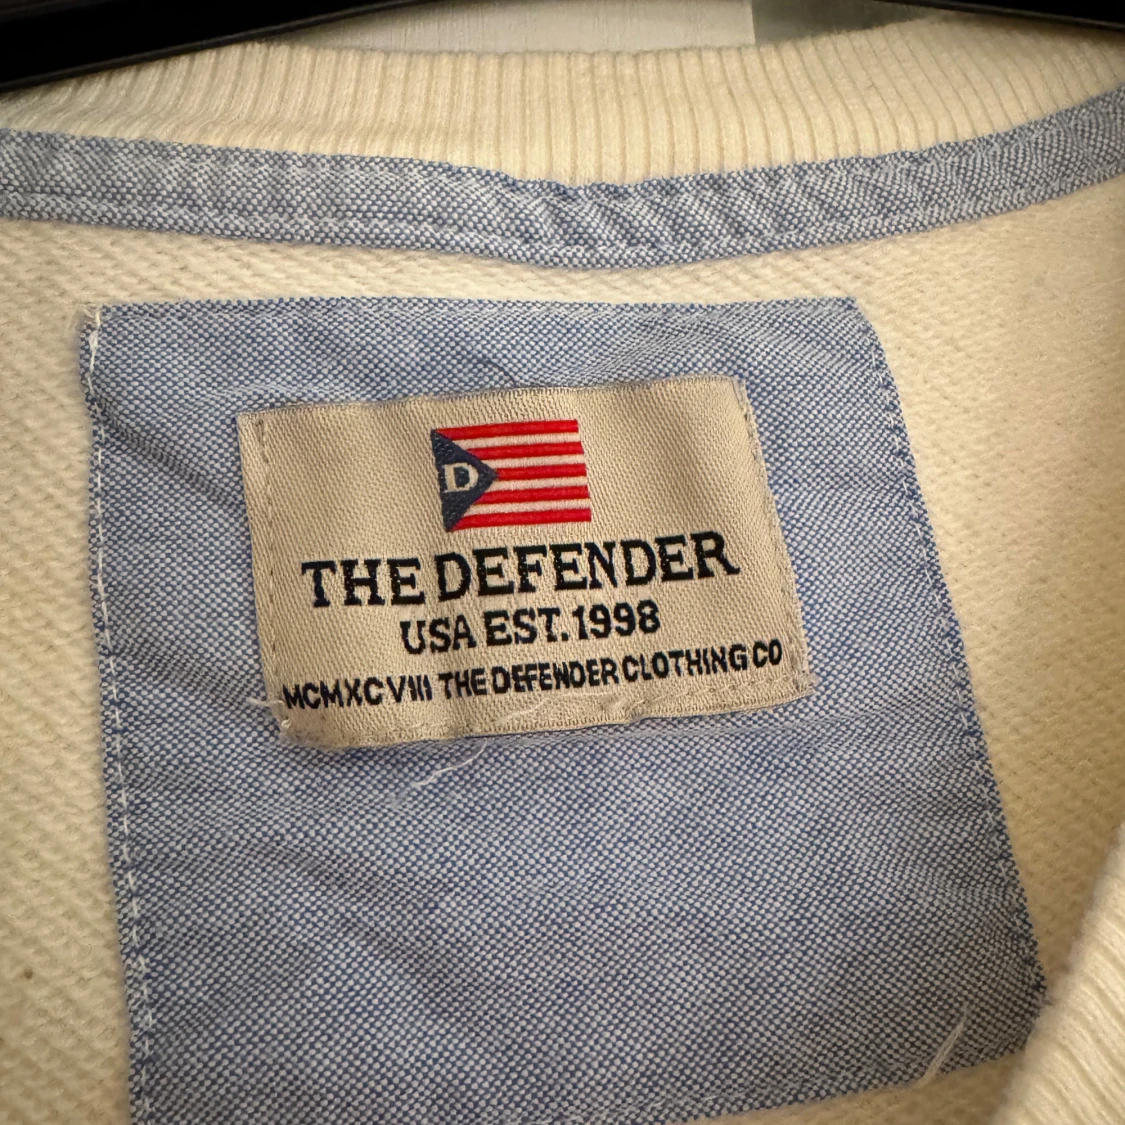 D
THE DEFENDER
USA EST. 1998
MCMXCVIII THE DEFENDER CLOTHING CO